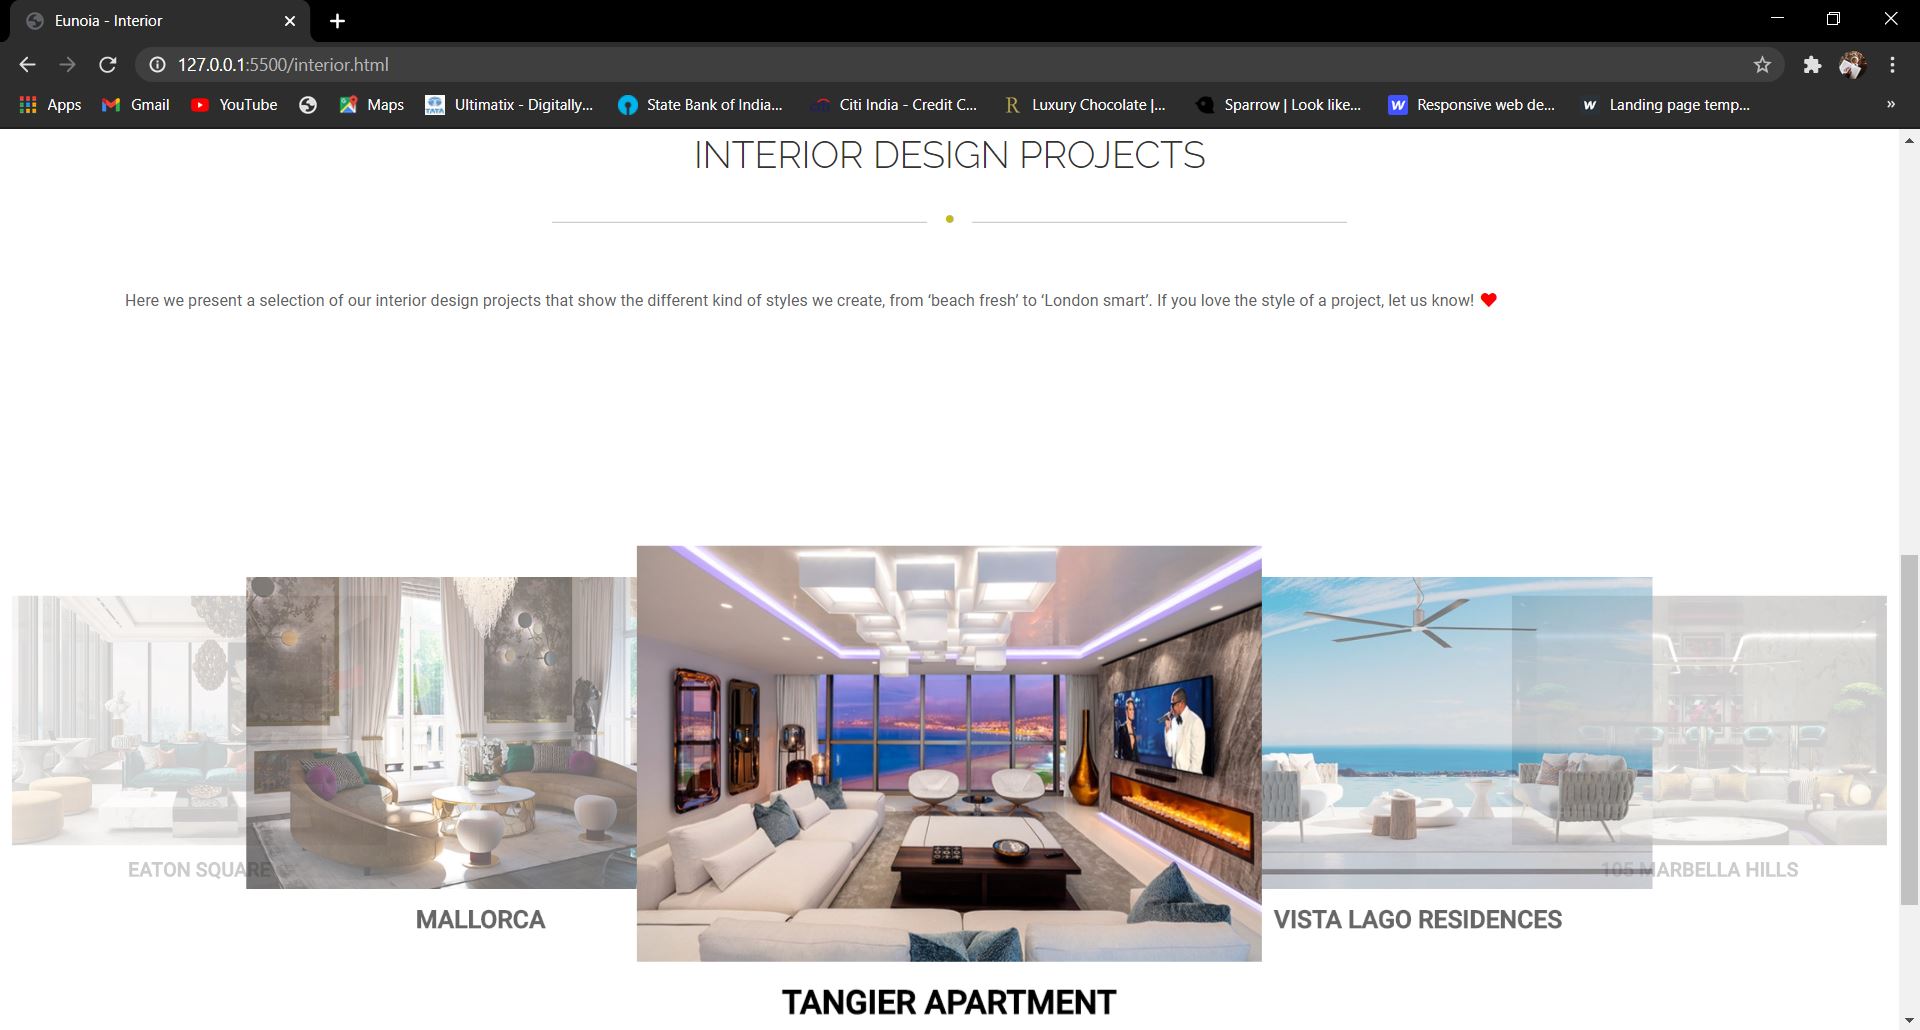 Eunoia - Interior
127.0.0.1:5500/interior.html
Apps Gmail YouTube Maps Ultimatix - Digitally... State Bank of India... Citi India - Credit C... Luxury Chocolate |... Sparrow | Look like... Responsive web de... Landing page temp... »
INTERIOR DESIGN PROJECTS
Here we present a selection of our interior design projects that show the different kind of styles we create, from ‘beach fresh’ to ‘London smart’. If you love the style of a project, let us know!
EATON SQUARE
MALLORCA
TANGIER APARTMENT
VISTA LAGO RESIDENCES
105 MARBELLA HILLS